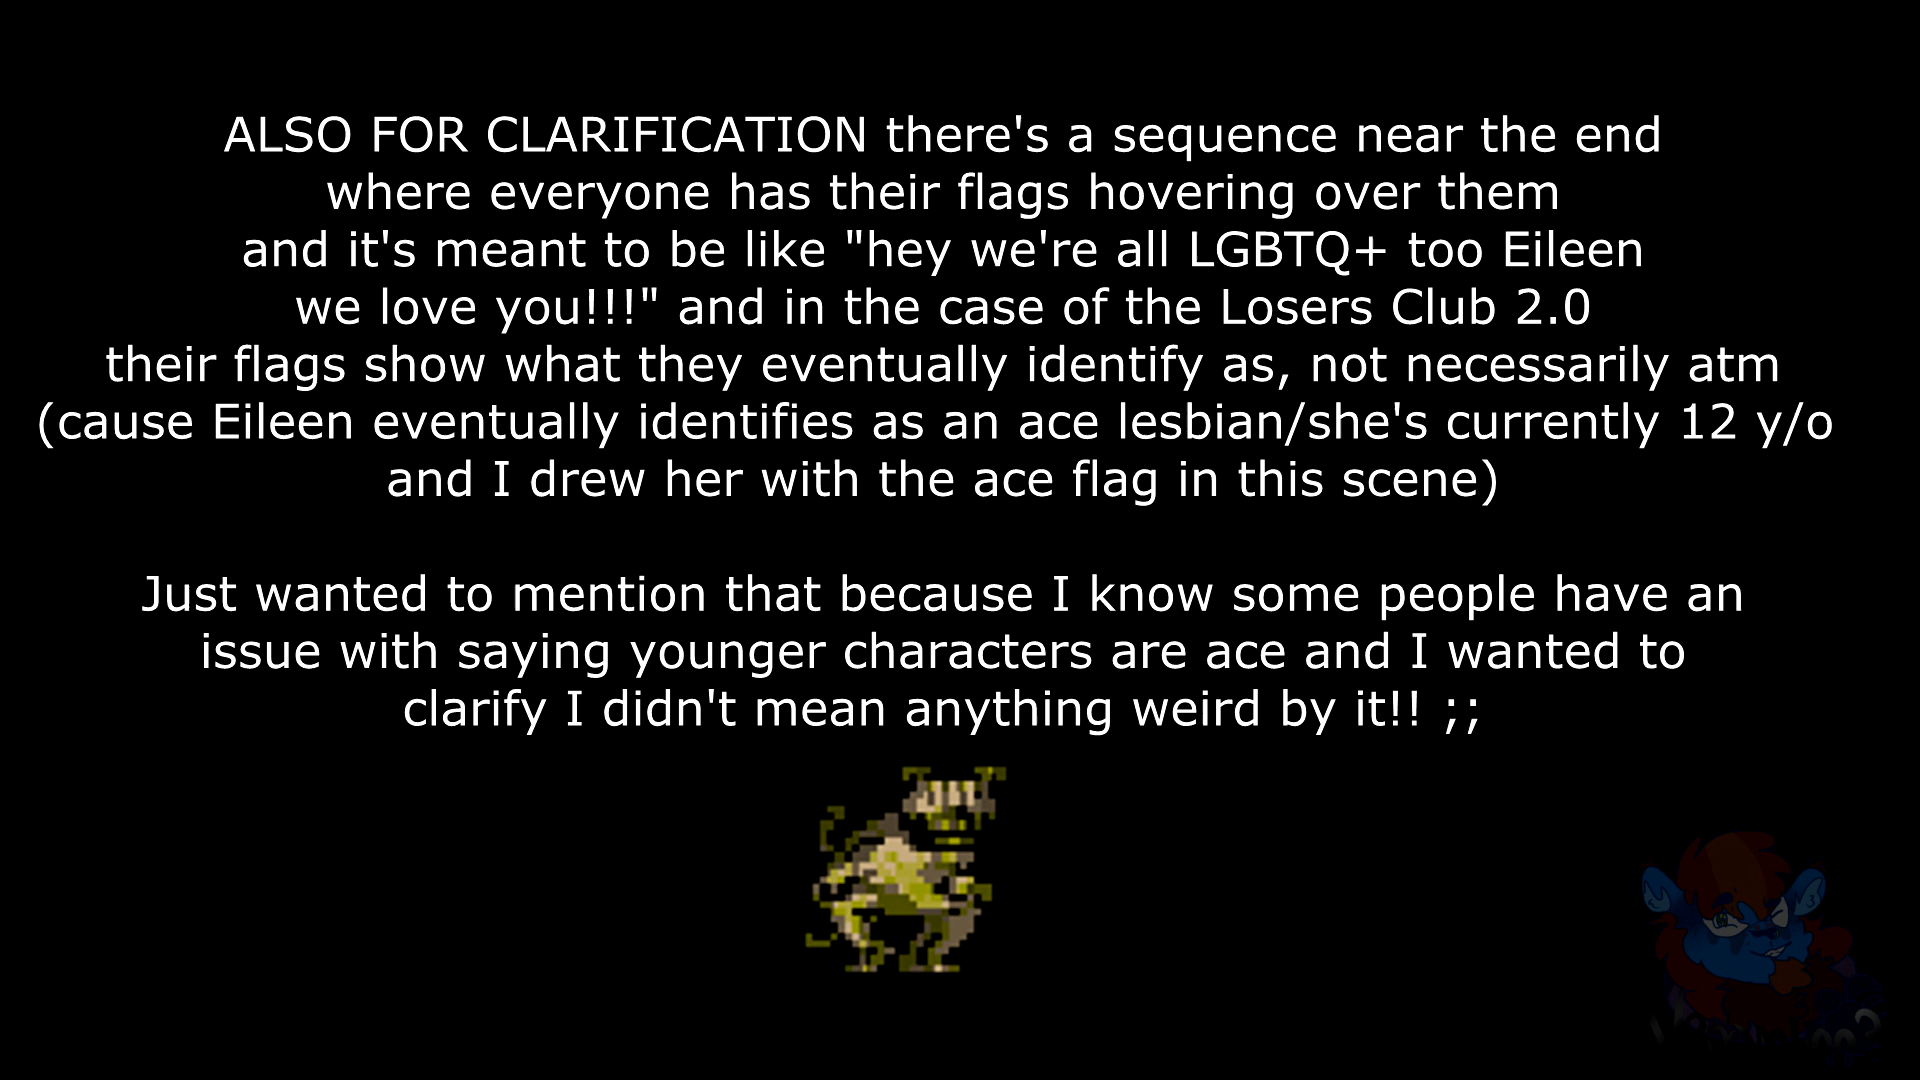 ALSO FOR CLARIFICATION there's a sequence near the end
where everyone has their flags hovering over them
and it's meant to be like "hey we're all LGBTQ+ too Eileen
we love you!!!" and in the case of the Losers Club 2.0
their flags show what they eventually identify as, not necessarily atm
(cause Eileen eventually identifies as an ace lesbian/she's currently 12 y/o
and I drew her with the ace flag in this scene)
Just wanted to mention that because I know some people have an
issue with saying younger characters are ace and I wanted to
clarify I didn't mean anything weird by it!! ;;